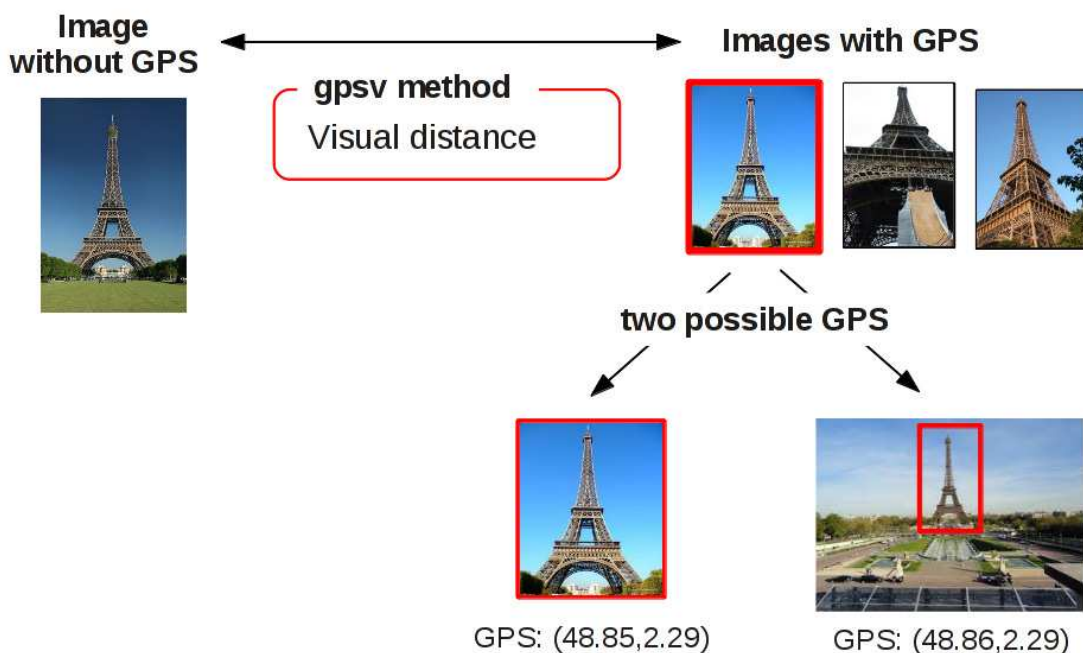 Image
without GPS
Images with GPS
gpsv method
Visual distance
two possible GPS
GPS: (48.85,2.29)
GPS: (48.86,2.29)